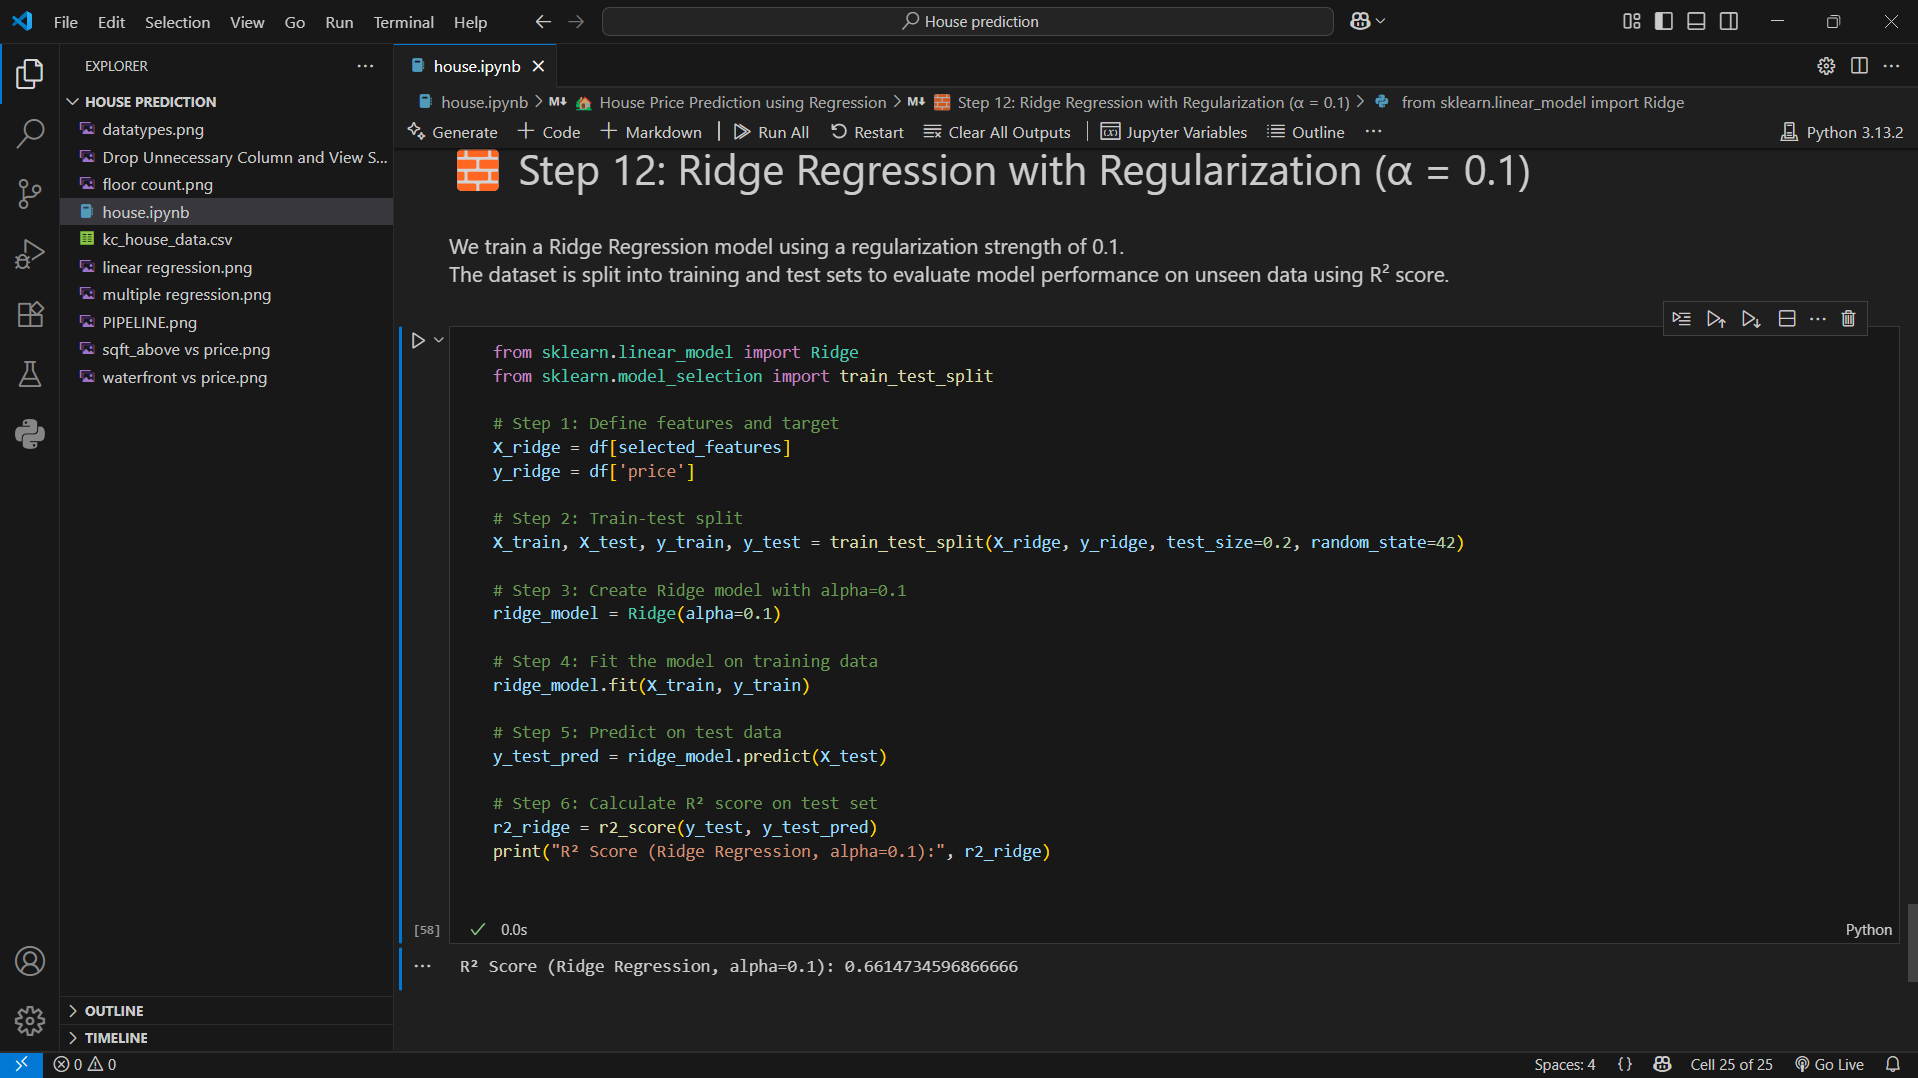 File Edit Selection View Go Run Terminal Help
House prediction
EXPLORER
HOUSE PREDICTION
datatypes.png
Drop Unnecessary Column and View S...
floor count.png
house.ipynb
kc_house_data.csv
linear regression.png
multiple regression.png
PIPELINE.png
sqft_above vs price.png
waterfront vs price.png
OUTLINE
TIMELINE
house.ipynb
house.ipynb > M↓ House Price Prediction using Regression > M↓ Step 12: Ridge Regression with Regularization (α = 0.1) > from sklearn.linear_model import Ridge
Generate + Code + Markdown | Run All Restart Clear All Outputs | Jupyter Variables Outline ...
Python 3.13.2
Step 12: Ridge Regression with Regularization (α = 0.1)
We train a Ridge Regression model using a regularization strength of 0.1.
The dataset is split into training and test sets to evaluate model performance on unseen data using R² score.
from sklearn.linear_model import Ridge
from sklearn.model_selection import train_test_split
# Step 1: Define features and target
X_ridge = df[selected_features]
y_ridge = df['price']
# Step 2: Train-test split
X_train, X_test, y_train, y_test = train_test_split(X_ridge, y_ridge, test_size=0.2, random_state=42)
# Step 3: Create Ridge model with alpha=0.1
ridge_model = Ridge(alpha=0.1)
# Step 4: Fit the model on training data
ridge_model.fit(X_train, y_train)
# Step 5: Predict on test data
y_test_pred = ridge_model.predict(X_test)
# Step 6: Calculate R² score on test set
r2_ridge = r2_score(y_test, y_test_pred)
print("R² Score (Ridge Regression, alpha=0.1):", r2_ridge)
[58] ✓ 0.0s
Python
R² Score (Ridge Regression, alpha=0.1): 0.6614734596866666
0 0
Spaces: 4 {} Cell 25 of 25 Go Live